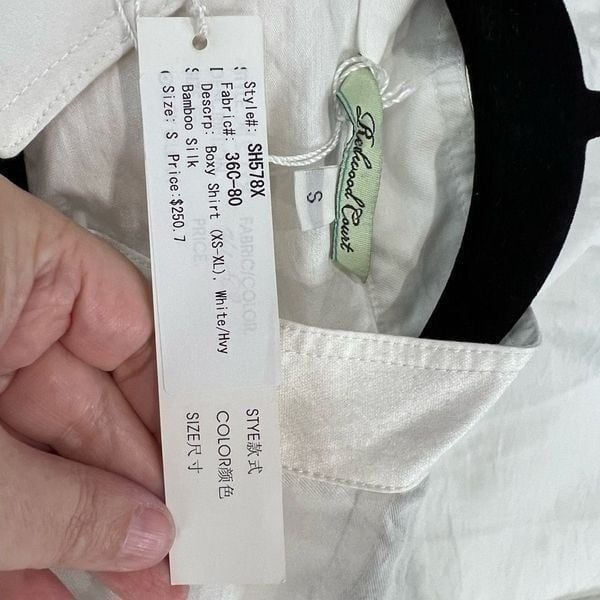 Style#: SH578X
Fabric#: 360-80
Descrp: Boxy Shirt (XS-XL), White/Hvy
Bamboo Silk
Size: S Price:$250.7
FABRIC/COLOR
PRICE
STYE款式
COLOR颜色
SIZE尺寸
S
Redwood Court